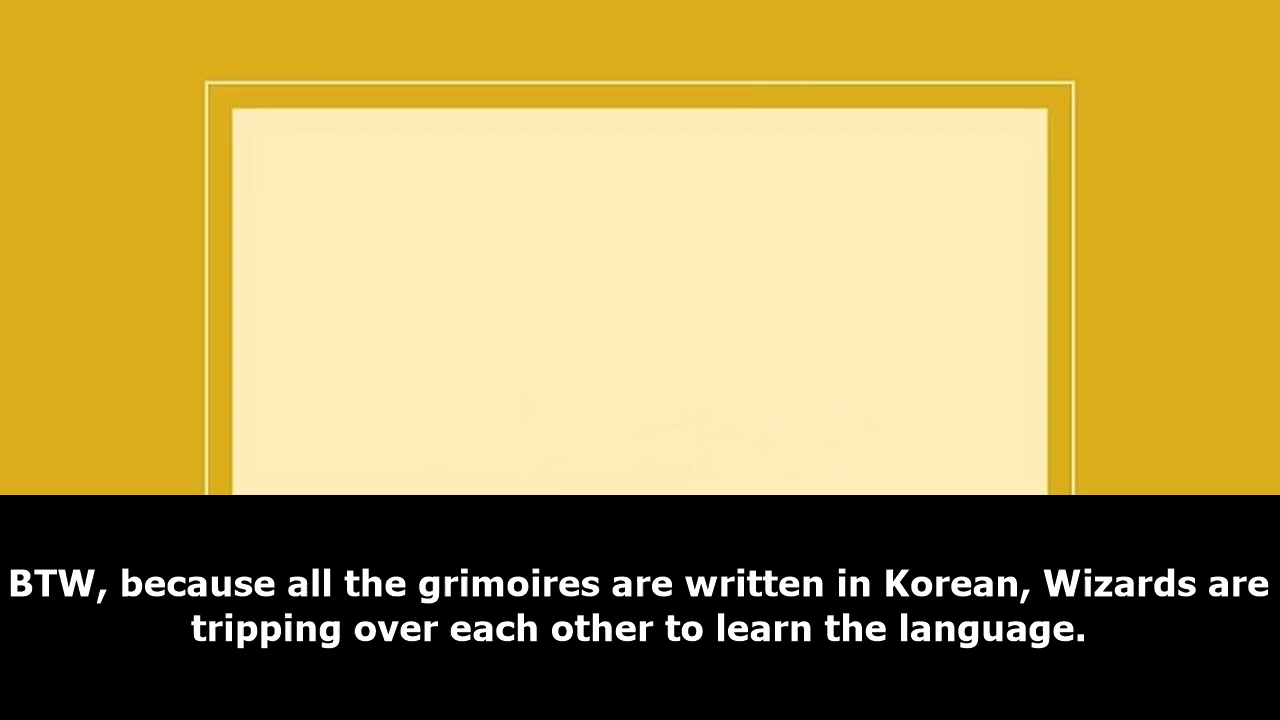 BTW, because all the grimoires are written in Korean, Wizards are
tripping over each other to learn the language.